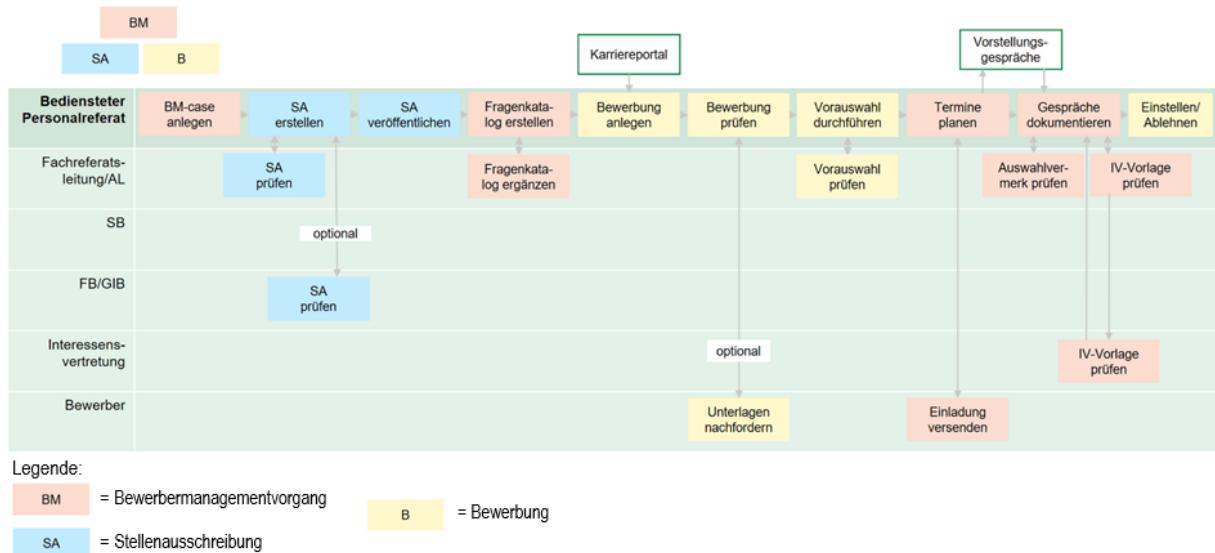 BM
SA
B
Karriereportal
Vorstellungs-
gespräche
Bediensteter
Personalreferat
BM-case
anlegen
SA
erstellen
SA
veröffentlichen
Fragenkata-
log erstellen
Bewerbung
anlegen
Bewerbung
prüfen
Vorauswahl
durchführen
Termine
planen
Gespräche
dokumentieren
Einstellen/
Ablehnen
Fachreferats-
leitung/AL
SA
prüfen
Fragenkata-
log ergänzen
Vorauswahl
prüfen
Auswahlver-
merk prüfen
IV-Vorlage
prüfen
SB
optional
FB/GIB
SA
prüfen
Interessens-
vertretung
optional
IV-Vorlage
prüfen
Bewerber
Unterlagen
nachfordern
Einladung
versenden
Legende:
BM = Bewerbermanagementvorgang
B = Bewerbung
SA = Stellenausschreibung